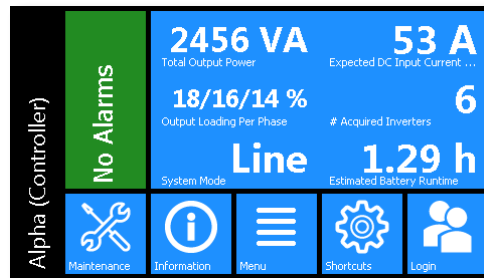 Alpha (Controller)
No Alarms
2456 VA
Total Output Power
53 A
Expected DC Input Current ...
18/16/14 %
Output Loading Per Phase
6
# Acquired Inverters
Line
System Mode
1.29 h
Estimated Battery Runtime
Maintenance
Information
Menu
Shortcuts
Login